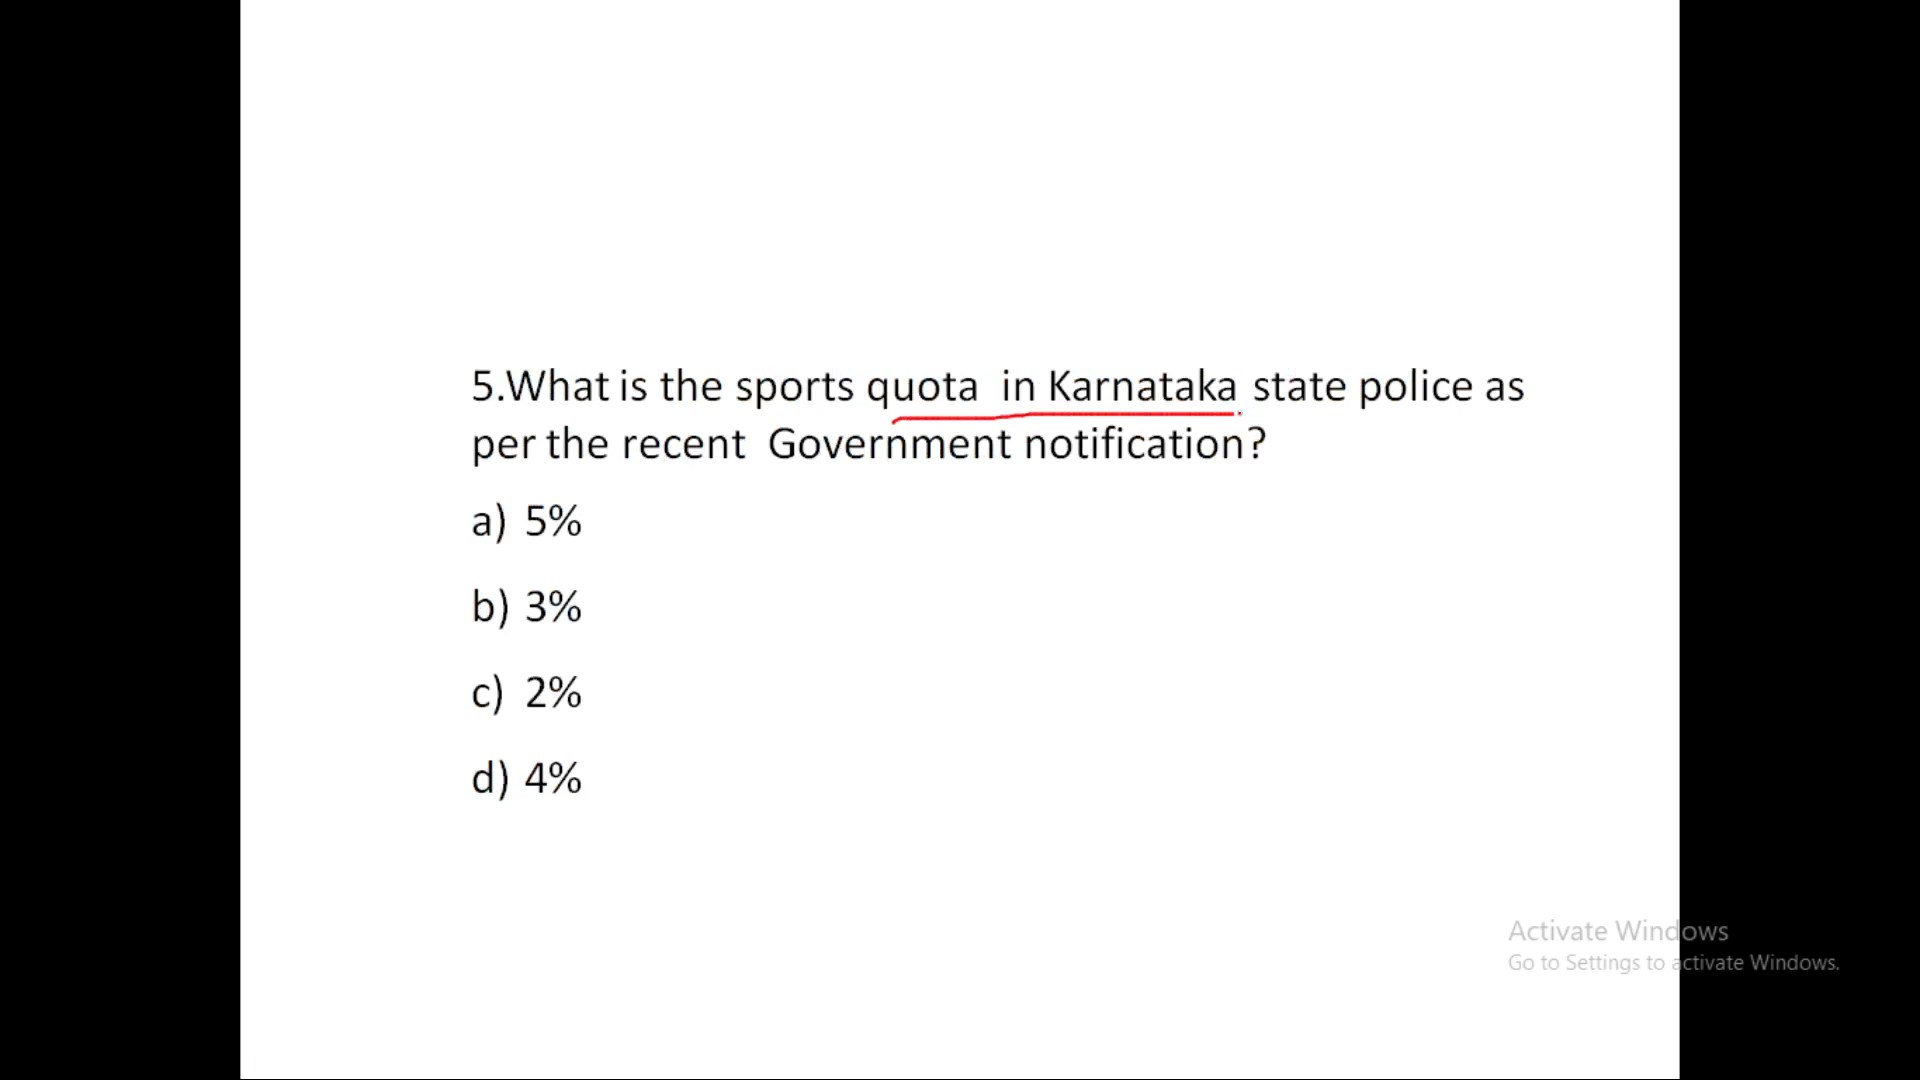 5.What is the sports quota in Karnataka state police as
per the recent Government notification?
a) 5%
b) 3%
c) 2%
d) 4%
Activate Windows
Go to Settings to activate Windows.